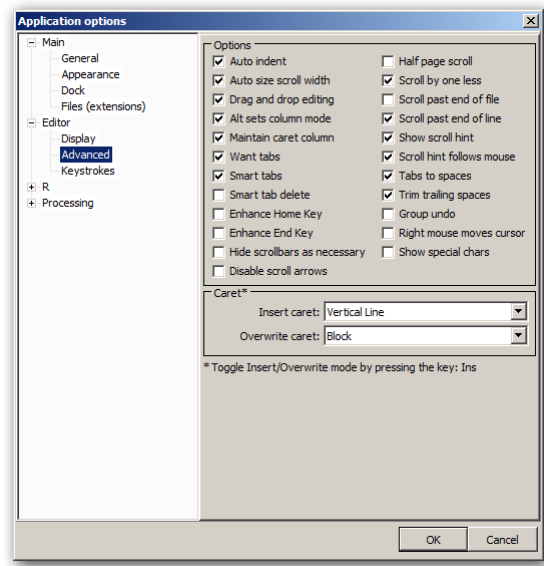 Application options
Main
General
Appearance
Dock
Files (extensions)
Editor
Display
Advanced
Keystrokes
R
Processing
Options
Auto indent
Auto size scroll width
Drag and drop editing
Alt sets column mode
Maintain caret column
Want tabs
Smart tabs
Smart tab delete
Enhance Home Key
Enhance End Key
Hide scrollbars as necessary
Disable scroll arrows
Half page scroll
Scroll by one less
Scroll past end of file
Scroll past end of line
Show scroll hint
Scroll hint follows mouse
Tabs to spaces
Trim trailing spaces
Group undo
Right mouse moves cursor
Show special chars
Caret*
Insert caret: Vertical Line
Overwrite caret: Block
* Toggle Insert/Overwrite mode by pressing the key: Ins
OK Cancel